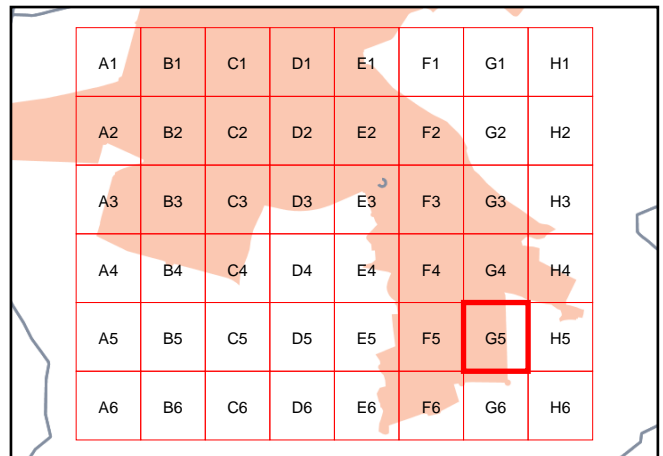 A1 B1 C1 D1 E1 F1 G1 H1
A2 B2 C2 D2 E2 F2 G2 H2
A3 B3 C3 D3 E3 F3 G3 H3
A4 B4 C4 D4 E4 F4 G4 H4
A5 B5 C5 D5 E5 F5 G5 H5
A6 B6 C6 D6 E6 F6 G6 H6